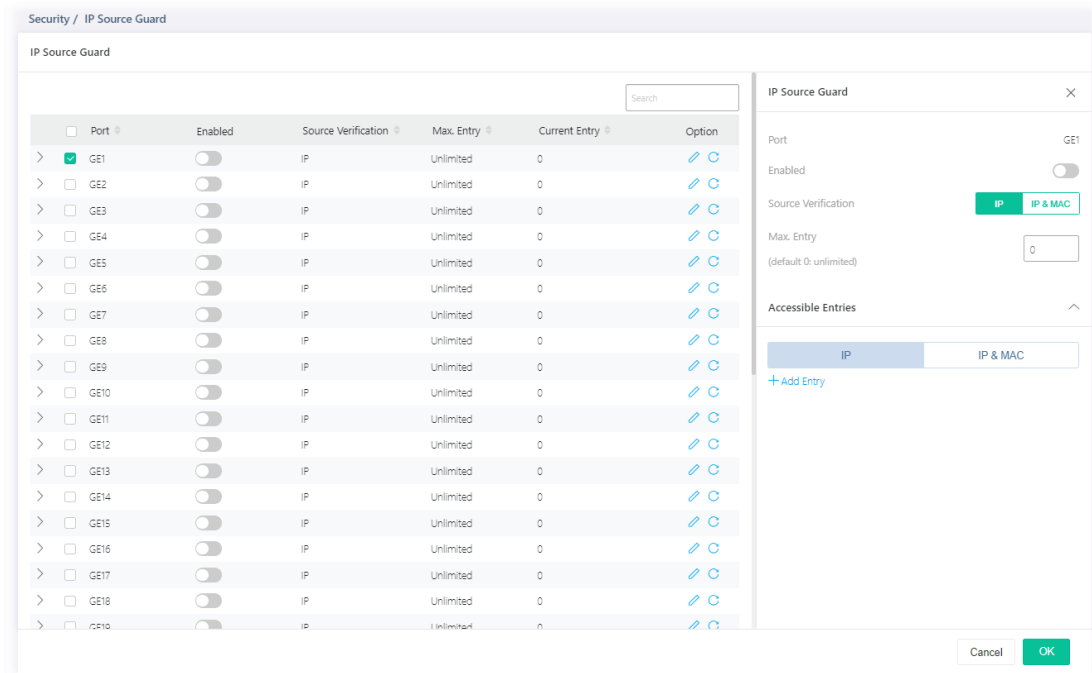 Security / IP Source Guard
IP Source Guard
Search
Port Enabled Source Verification Max. Entry Current Entry Option
GE1 IP Unlimited 0
GE2 IP Unlimited 0
GE3 IP Unlimited 0
GE4 IP Unlimited 0
GE5 IP Unlimited 0
GE6 IP Unlimited 0
GE7 IP Unlimited 0
GE8 IP Unlimited 0
GE9 IP Unlimited 0
GE10 IP Unlimited 0
GE11 IP Unlimited 0
GE12 IP Unlimited 0
GE13 IP Unlimited 0
GE14 IP Unlimited 0
GE15 IP Unlimited 0
GE16 IP Unlimited 0
GE17 IP Unlimited 0
GE18 IP Unlimited 0
GE19 IP Unlimited 0
IP Source Guard
Port GE1
Enabled
Source Verification IP IP & MAC
Max. Entry
0
(default 0: unlimited)
Accessible Entries
IP IP & MAC
+ Add Entry
Cancel OK